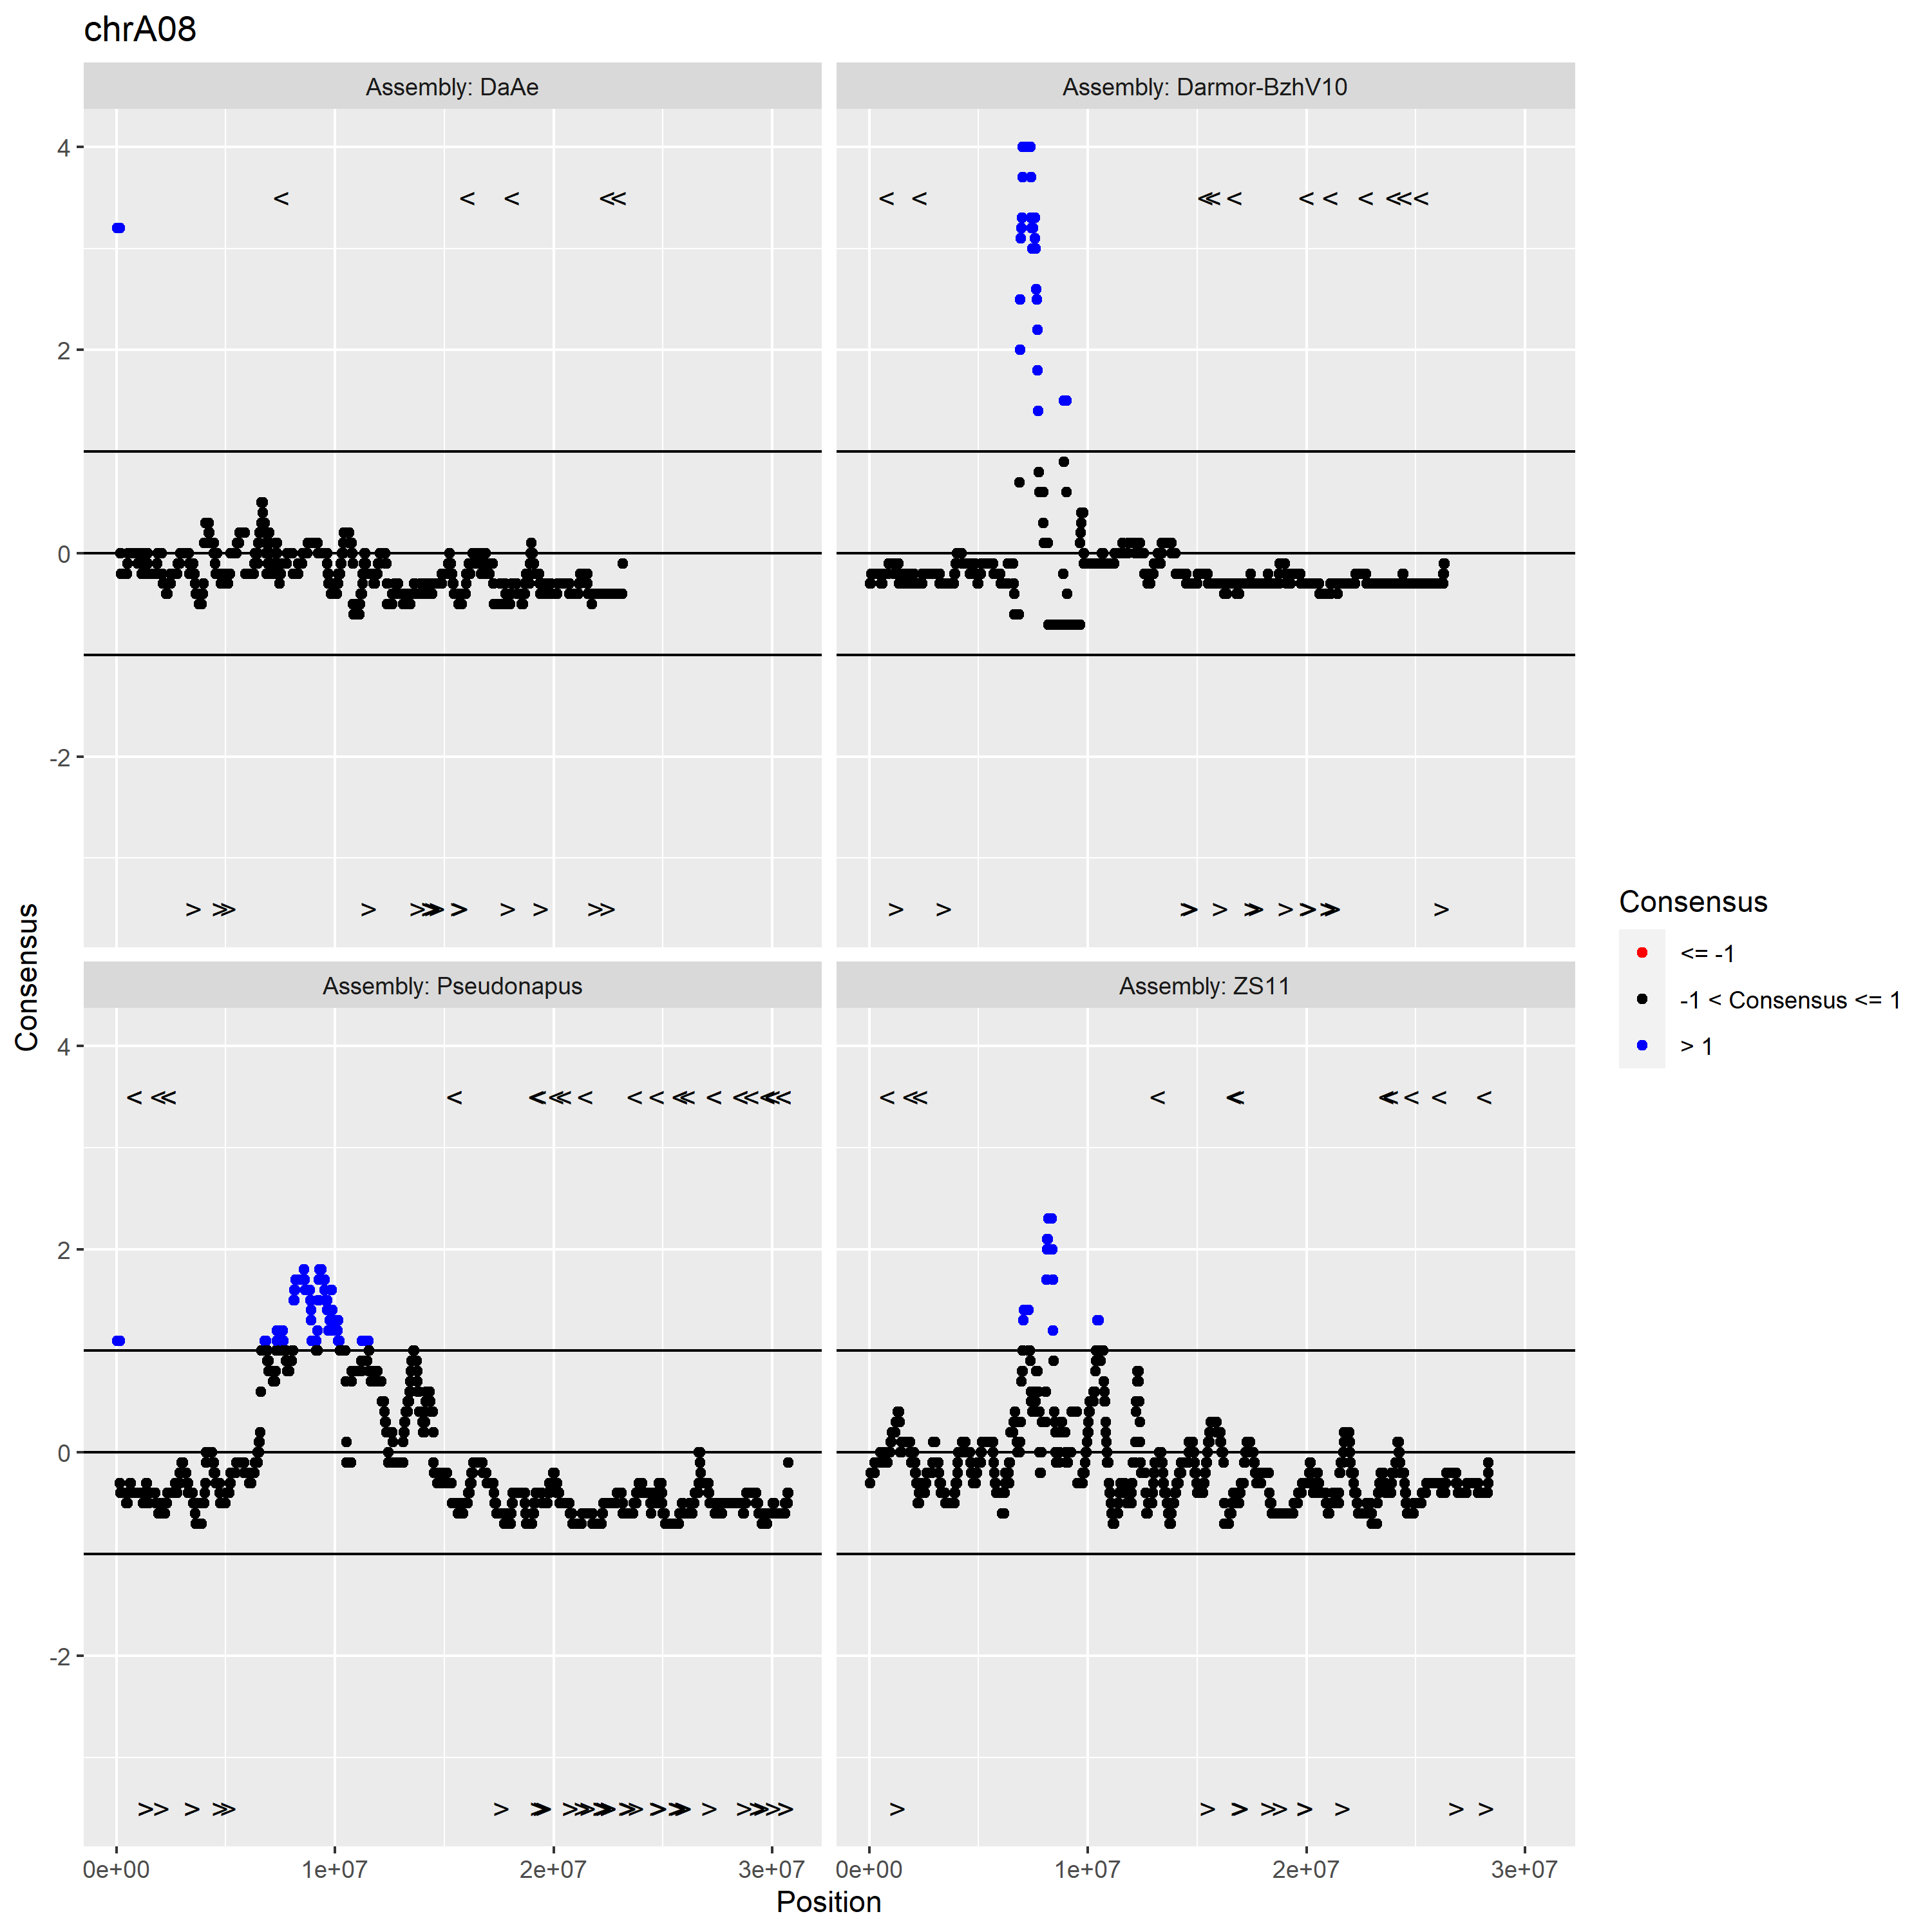 chrA08
Assembly: DaAe
Assembly: Darmor-BzhV10
4
2
0
-2
< < < < <
< < < < < < < < < < <
> > > > > > > > > > > > >
> > > > > > > > > > > >
Assembly: Pseudonapus
Assembly: ZS11
4
2
0
-2
0e+00 1e+07 2e+07 3e+07
0e+00 1e+07 2e+07 3e+07
Position
Consensus
Consensus
<= -1
-1 < Consensus <= 1
> 1